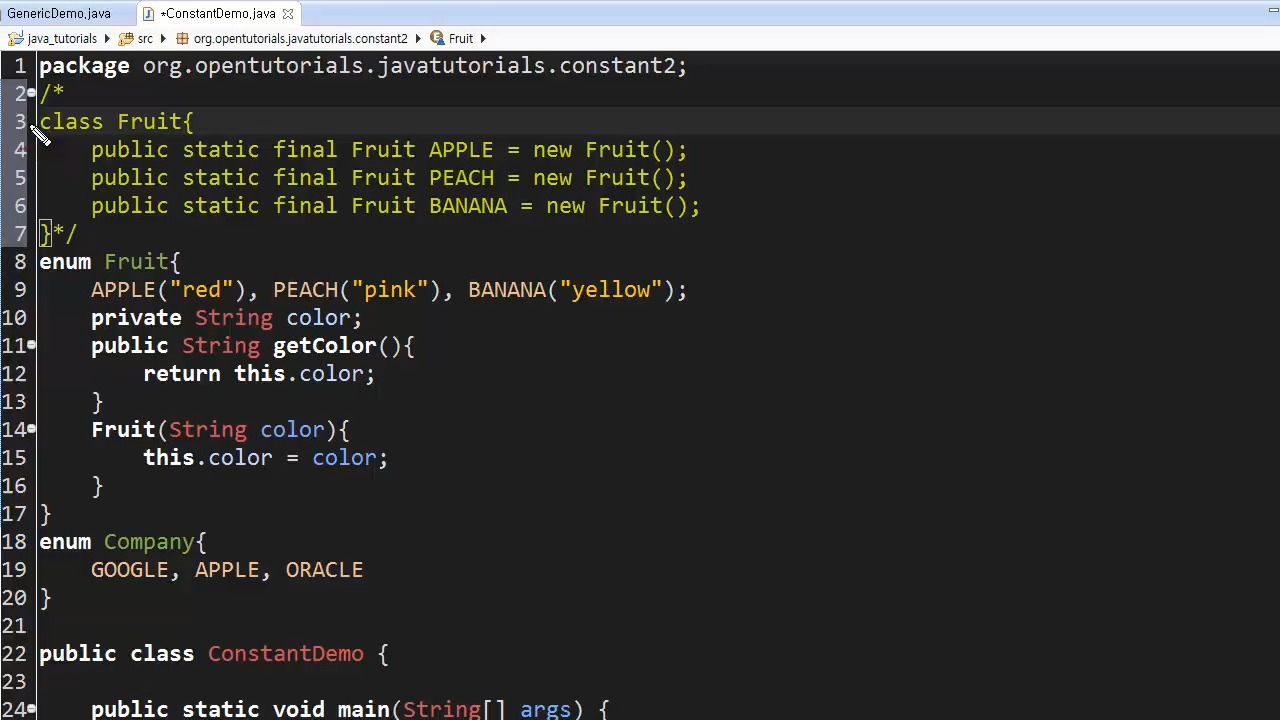 GenericDemo.java *ConstantDemo.java
java_tutorials src org.opentutorials.javatutorials.constant2 Fruit
1 package org.opentutorials.javatutorials.constant2;
2 /*
3 class Fruit{
4 public static final Fruit APPLE = new Fruit();
5 public static final Fruit PEACH = new Fruit();
6 public static final Fruit BANANA = new Fruit();
7 }*/
8 enum Fruit{
9 APPLE("red"), PEACH("pink"), BANANA("yellow");
10 private String color;
11 public String getColor(){
12 return this.color;
13 }
14 Fruit(String color){
15 this.color = color;
16 }
17 }
18 enum Company{
19 GOOGLE, APPLE, ORACLE
20 }
21
22 public class ConstantDemo {
23
24 public static void main(String[] args) {